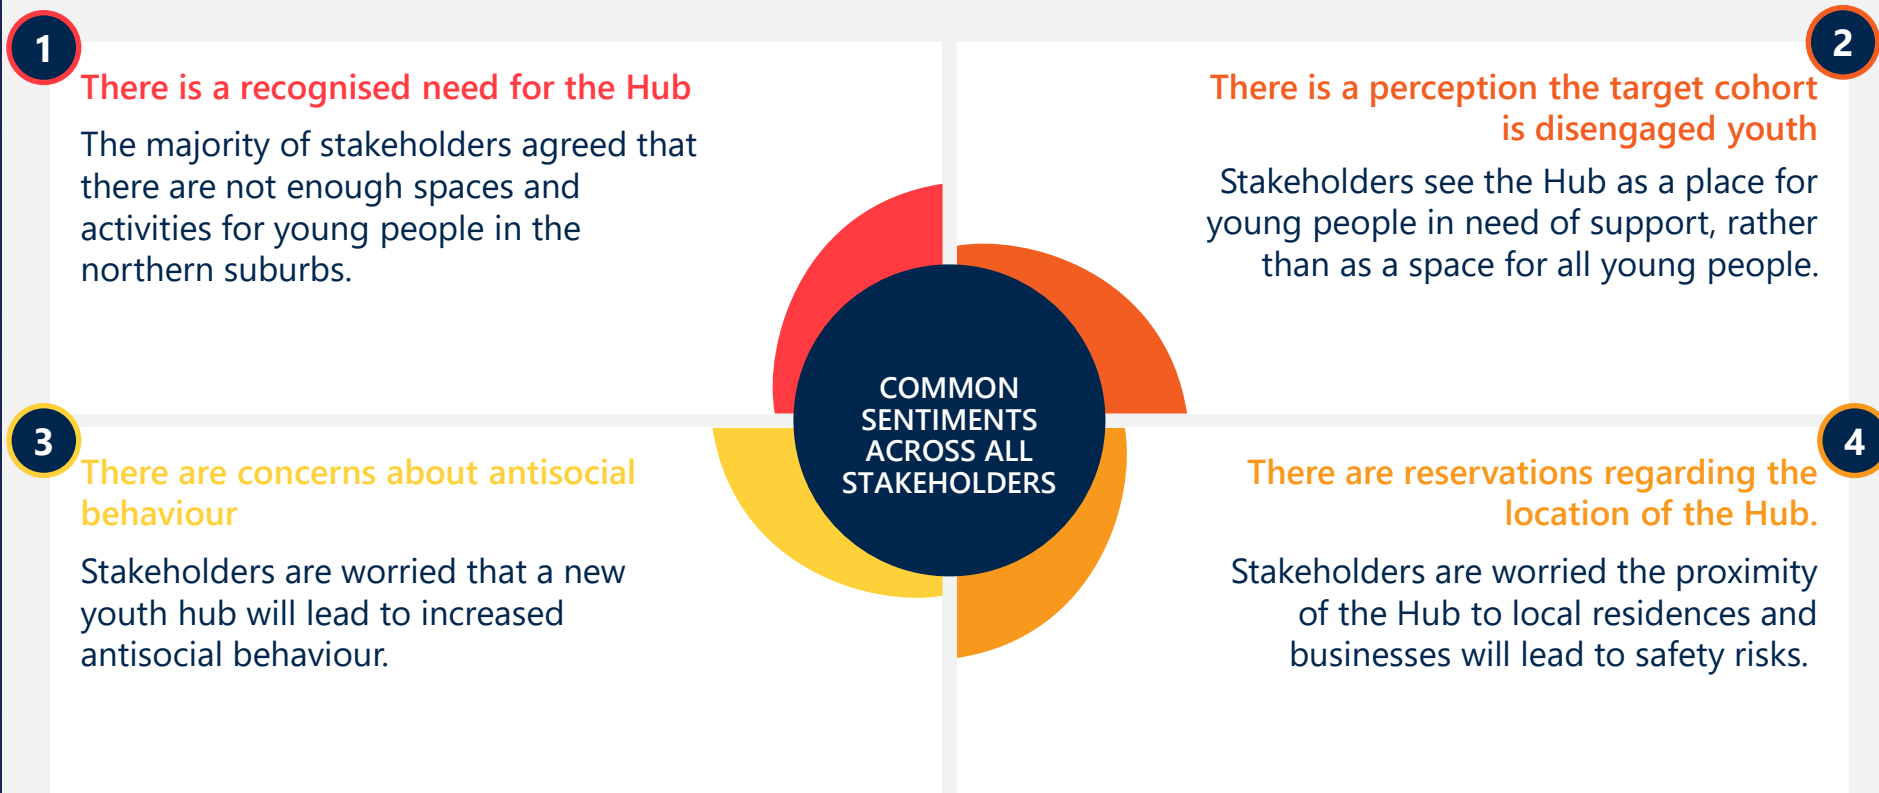 1
There is a recognised need for the Hub
The majority of stakeholders agreed that
there are not enough spaces and
activities for young people in the
northern suburbs.
2
There is a perception the target cohort
is disengaged youth
Stakeholders see the Hub as a place for
young people in need of support, rather
than as a space for all young people.
COMMON
SENTIMENTS
ACROSS ALL
STAKEHOLDERS
3
There are concerns about antisocial
behaviour
Stakeholders are worried that a new
youth hub will lead to increased
antisocial behaviour.
4
There are reservations regarding the
location of the Hub.
Stakeholders are worried the proximity
of the Hub to local residences and
businesses will lead to safety risks.